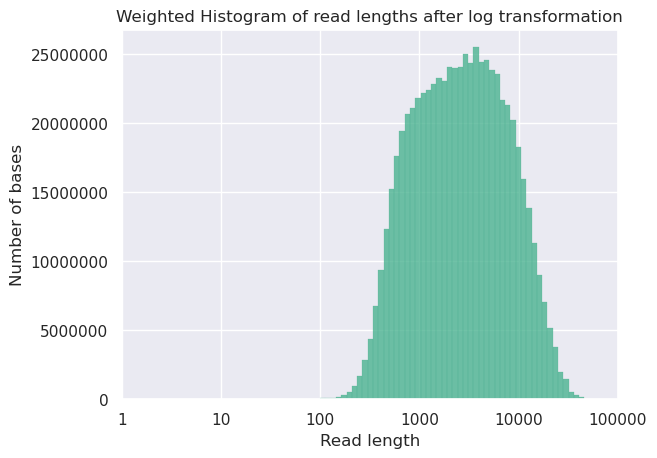 Weighted Histogram of read lengths after log transformation
Number of bases
25000000
20000000
15000000
10000000
5000000
0
1 10 100 1000 10000 100000
Read length